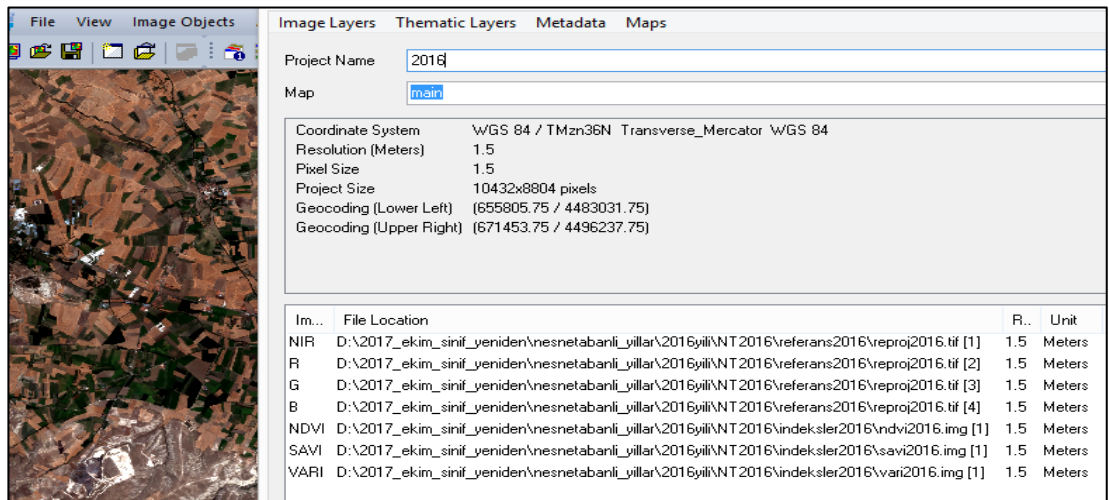 File View Image Objects
Image Layers Thematic Layers Metadata Maps
Project Name 2016
Map main
Coordinate System WGS 84 / TMzn36N Transverse_Mercator WGS 84
Resolution (Meters) 1.5
Pixel Size 1.5
Project Size 10432x8804 pixels
Geocoding (Lower Left) (655805.75 / 4483031.75)
Geocoding (Upper Right) (671453.75 / 4496237.75)
Im... File Location R.. Unit
NIR D:\2017_ekim_sinif_yeniden\nesnetabanli_yillar\2016yili\NT2016\referans2016\reproj2016.tif [1] 1.5 Meters
R D:\2017_ekim_sinif_yeniden\nesnetabanli_yillar\2016yili\NT2016\referans2016\reproj2016.tif [2] 1.5 Meters
G D:\2017_ekim_sinif_yeniden\nesnetabanli_yillar\2016yili\NT2016\referans2016\reproj2016.tif [3] 1.5 Meters
B D:\2017_ekim_sinif_yeniden\nesnetabanli_yillar\2016yili\NT2016\referans2016\reproj2016.tif [4] 1.5 Meters
NDVI D:\2017_ekim_sinif_yeniden\nesnetabanli_yillar\2016yili\NT2016\indeksler2016\ndvi2016.img [1] 1.5 Meters
SAVI D:\2017_ekim_sinif_yeniden\nesnetabanli_yillar\2016yili\NT2016\indeksler2016\savi2016.img [1] 1.5 Meters
VARI D:\2017_ekim_sinif_yeniden\nesnetabanli_yillar\2016yili\NT2016\indeksler2016\vari2016.img [1] 1.5 Meters